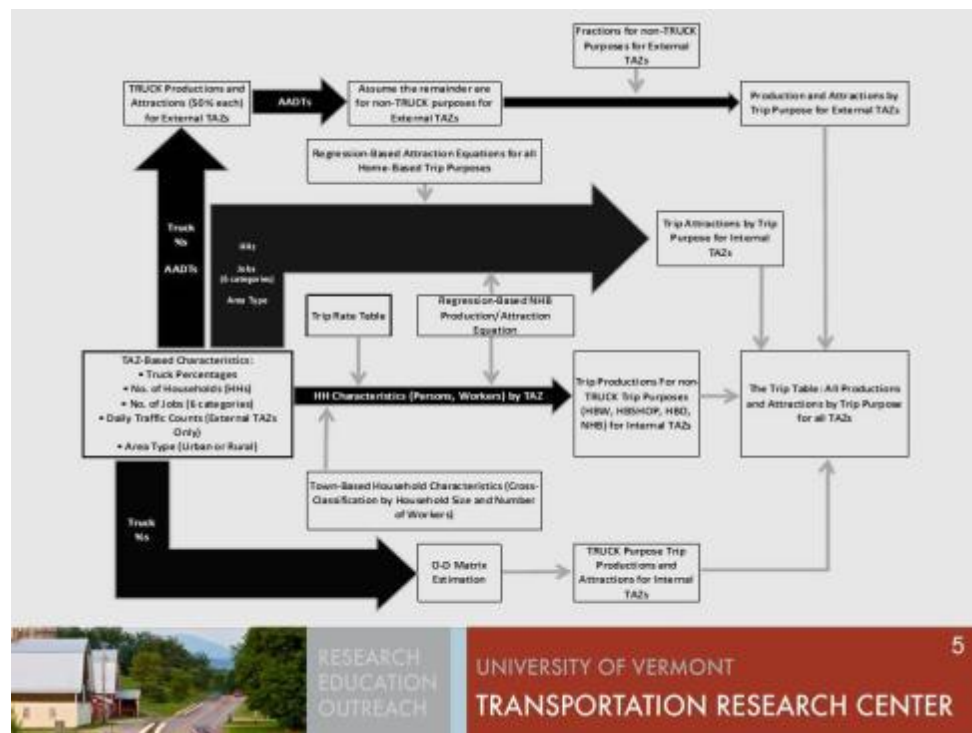 Fractions for non-TRUCK
Purposes for External
TAZs
TRUCK Productions and
Attractions (50% each)
for External TAZs
AADTs
Assume the remainder are
for non-TRUCK purposes for
External TAZs
Production and Attractions by
Trip Purpose for External TAZs
Regression-Based Attraction Equations for all
Home-Based Trip Purposes
Truck
%s
AADTs
HHs
Jobs
(6 categories)
Area Type
Trip Attractions by Trip
Purpose for Internal
TAZs
Trip Rate Table
Regression-Based NHB
Production/Attraction
Equation
TAZ-Based Characteristics:
• Truck Percentages
• No. of Households (HHs)
• No. of Jobs (6 categories)
• Daily Traffic Counts (External TAZs
Only)
• Area Type (Urban or Rural)
HH Characteristics (Persons, Workers) by TAZ
Trip Productions For non-
TRUCK Trip Purposes
(HBW, HBSHOP, HBO,
NHB) for Internal TAZs
The Trip Table: All Productions
and Attractions by Trip Purpose
for all TAZs
Town-Based Household Characteristics (Cross-
Classification by Household Size and Number
of Workers)
Truck
%s
O-D Matrix
Estimation
TRUCK Purpose Trip
Productions and
Attractions for Internal
TAZs
RESEARCH
EDUCATION
OUTREACH
5
UNIVERSITY OF VERMONT
TRANSPORTATION RESEARCH CENTER